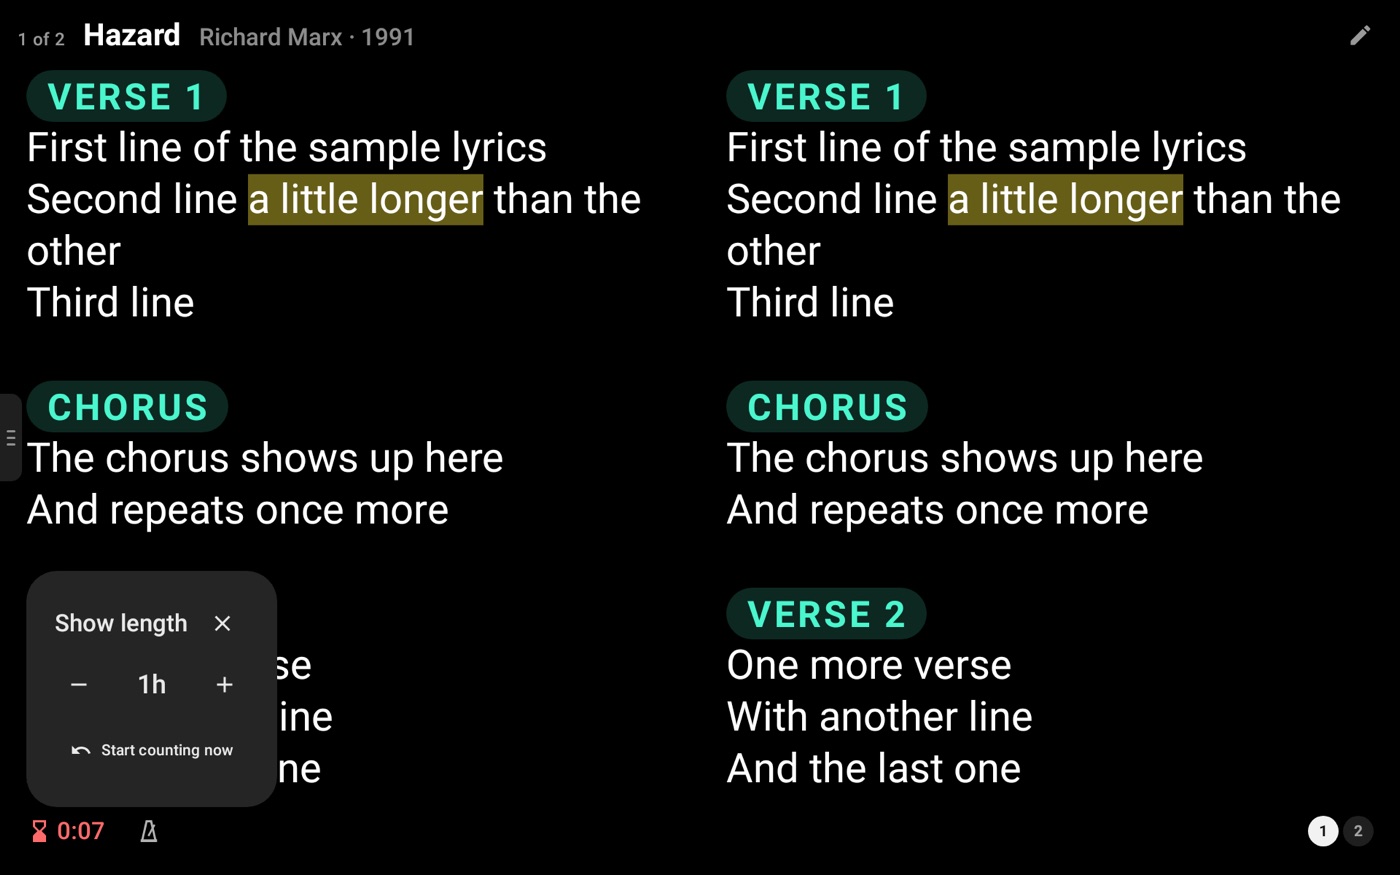 1 of 2 Hazard Richard Marx · 1991
VERSE 1
First line of the sample lyrics
Second line a little longer than the
other
Third line
CHORUS
The chorus shows up here
And repeats once more
Show length
1h
Start counting now
se
ine
ne
0:07
VERSE 1
First line of the sample lyrics
Second line a little longer than the
other
Third line
CHORUS
The chorus shows up here
And repeats once more
VERSE 2
One more verse
With another line
And the last one
1 2